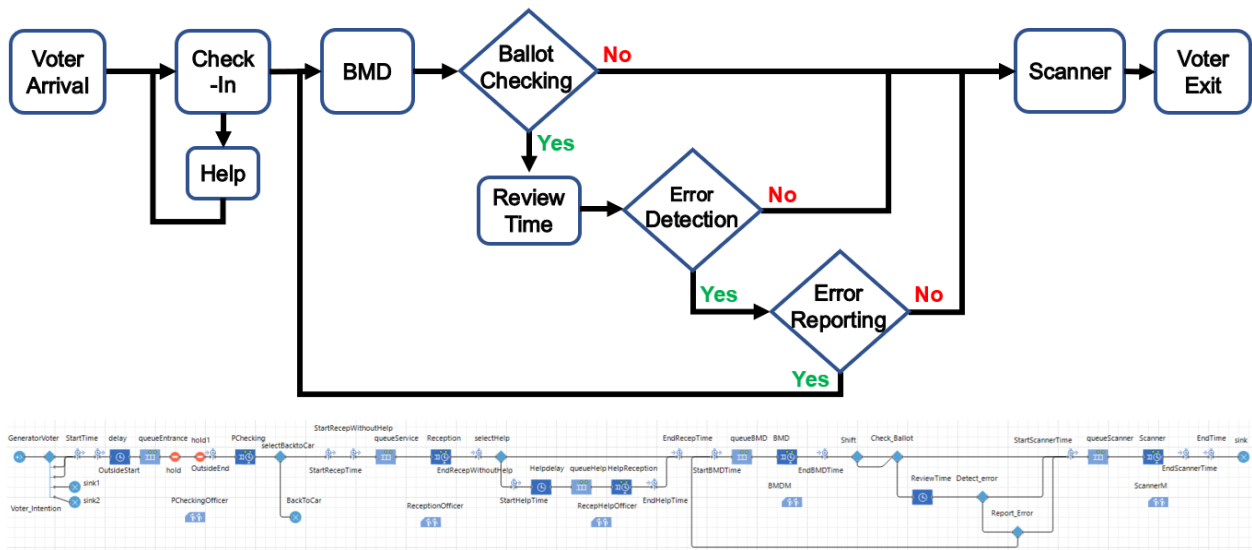 Voter
Arrival
Check
-In
Help
BMD
Ballot
Checking
No
Yes
Review
Time
Error
Detection
No
Yes
Error
Reporting
No
Yes
Scanner
Voter
Exit
GeneratorVoter
StartTime
delay
queueEntrance
hold1
PChecking
selectBacktoCar
StartRecepWithoutHelp
queueService
Reception
selectHelp
EndRecepTime
queueBMD
BMD
Shift
Check_Ballot
StartScannerTime
queueScanner
Scanner
EndTime
sink
OutsideStart
hold
OutsideEnd
StartRecepTime
EndRecepWithoutHelp
StartBMDTime
EndBMDTime
EndScannerTime
sink1
sink2
Voter_Intention
PCheckingOfficer
BackToCar
ReceptionOfficer
Helpdelay
queueHelp
HelpReception
StartHelpTime
EndHelpTime
RecepHelpOfficer
BMDM
ReviewTime
Detect_error
Report_Error
ScannerM